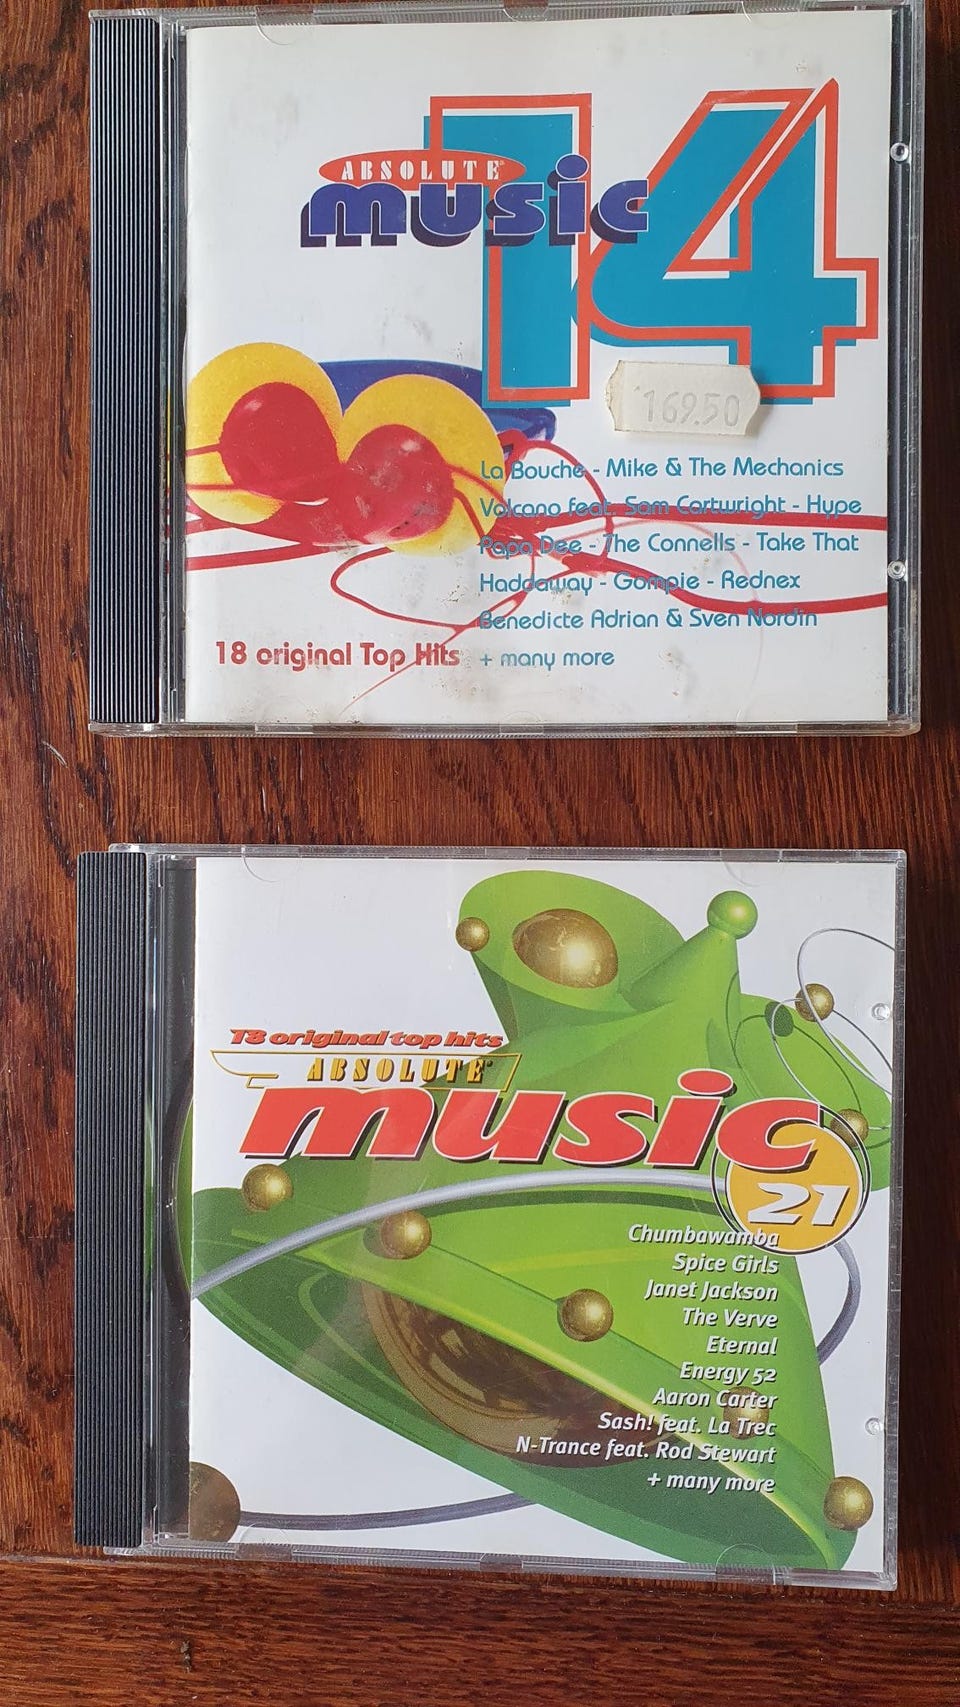 14
ABSOLUTE
music
169.50
La Bouche - Mike & The Mechanics
Volcano feat. Sam Cartwright - Hype
Papa Dee - The Connells - Take That
Haddaway - Gompie - Rednex
Benedicte Adrian & Sven Nordin
18 original Top Hits
+ many more
18 original top hits
ABSOLUTE
music
21
Chumbawamba
Spice Girls
Janet Jackson
The Verve
Eternal
Energy 52
Aaron Carter
Sash! feat. La Trec
N-Trance feat. Rod Stewart
+ many more